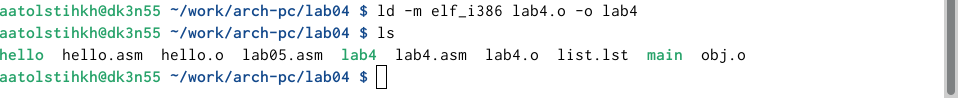 aatolstihkh@dk3n55 ~/work/arch-pc/lab04 $ ld -m elf_i386 lab4.o -o lab4
aatolstihkh@dk3n55 ~/work/arch-pc/lab04 $ ls
hello  hello.asm  hello.o  lab05.asm  lab4  lab4.asm  lab4.o  list.lst  main  obj.o
aatolstihkh@dk3n55 ~/work/arch-pc/lab04 $